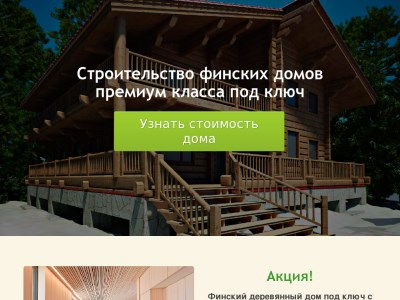 Строительство финских домов
премиум класса под ключ
Узнать стоимость
дома
Акция!
Финский деревянный дом под ключ с